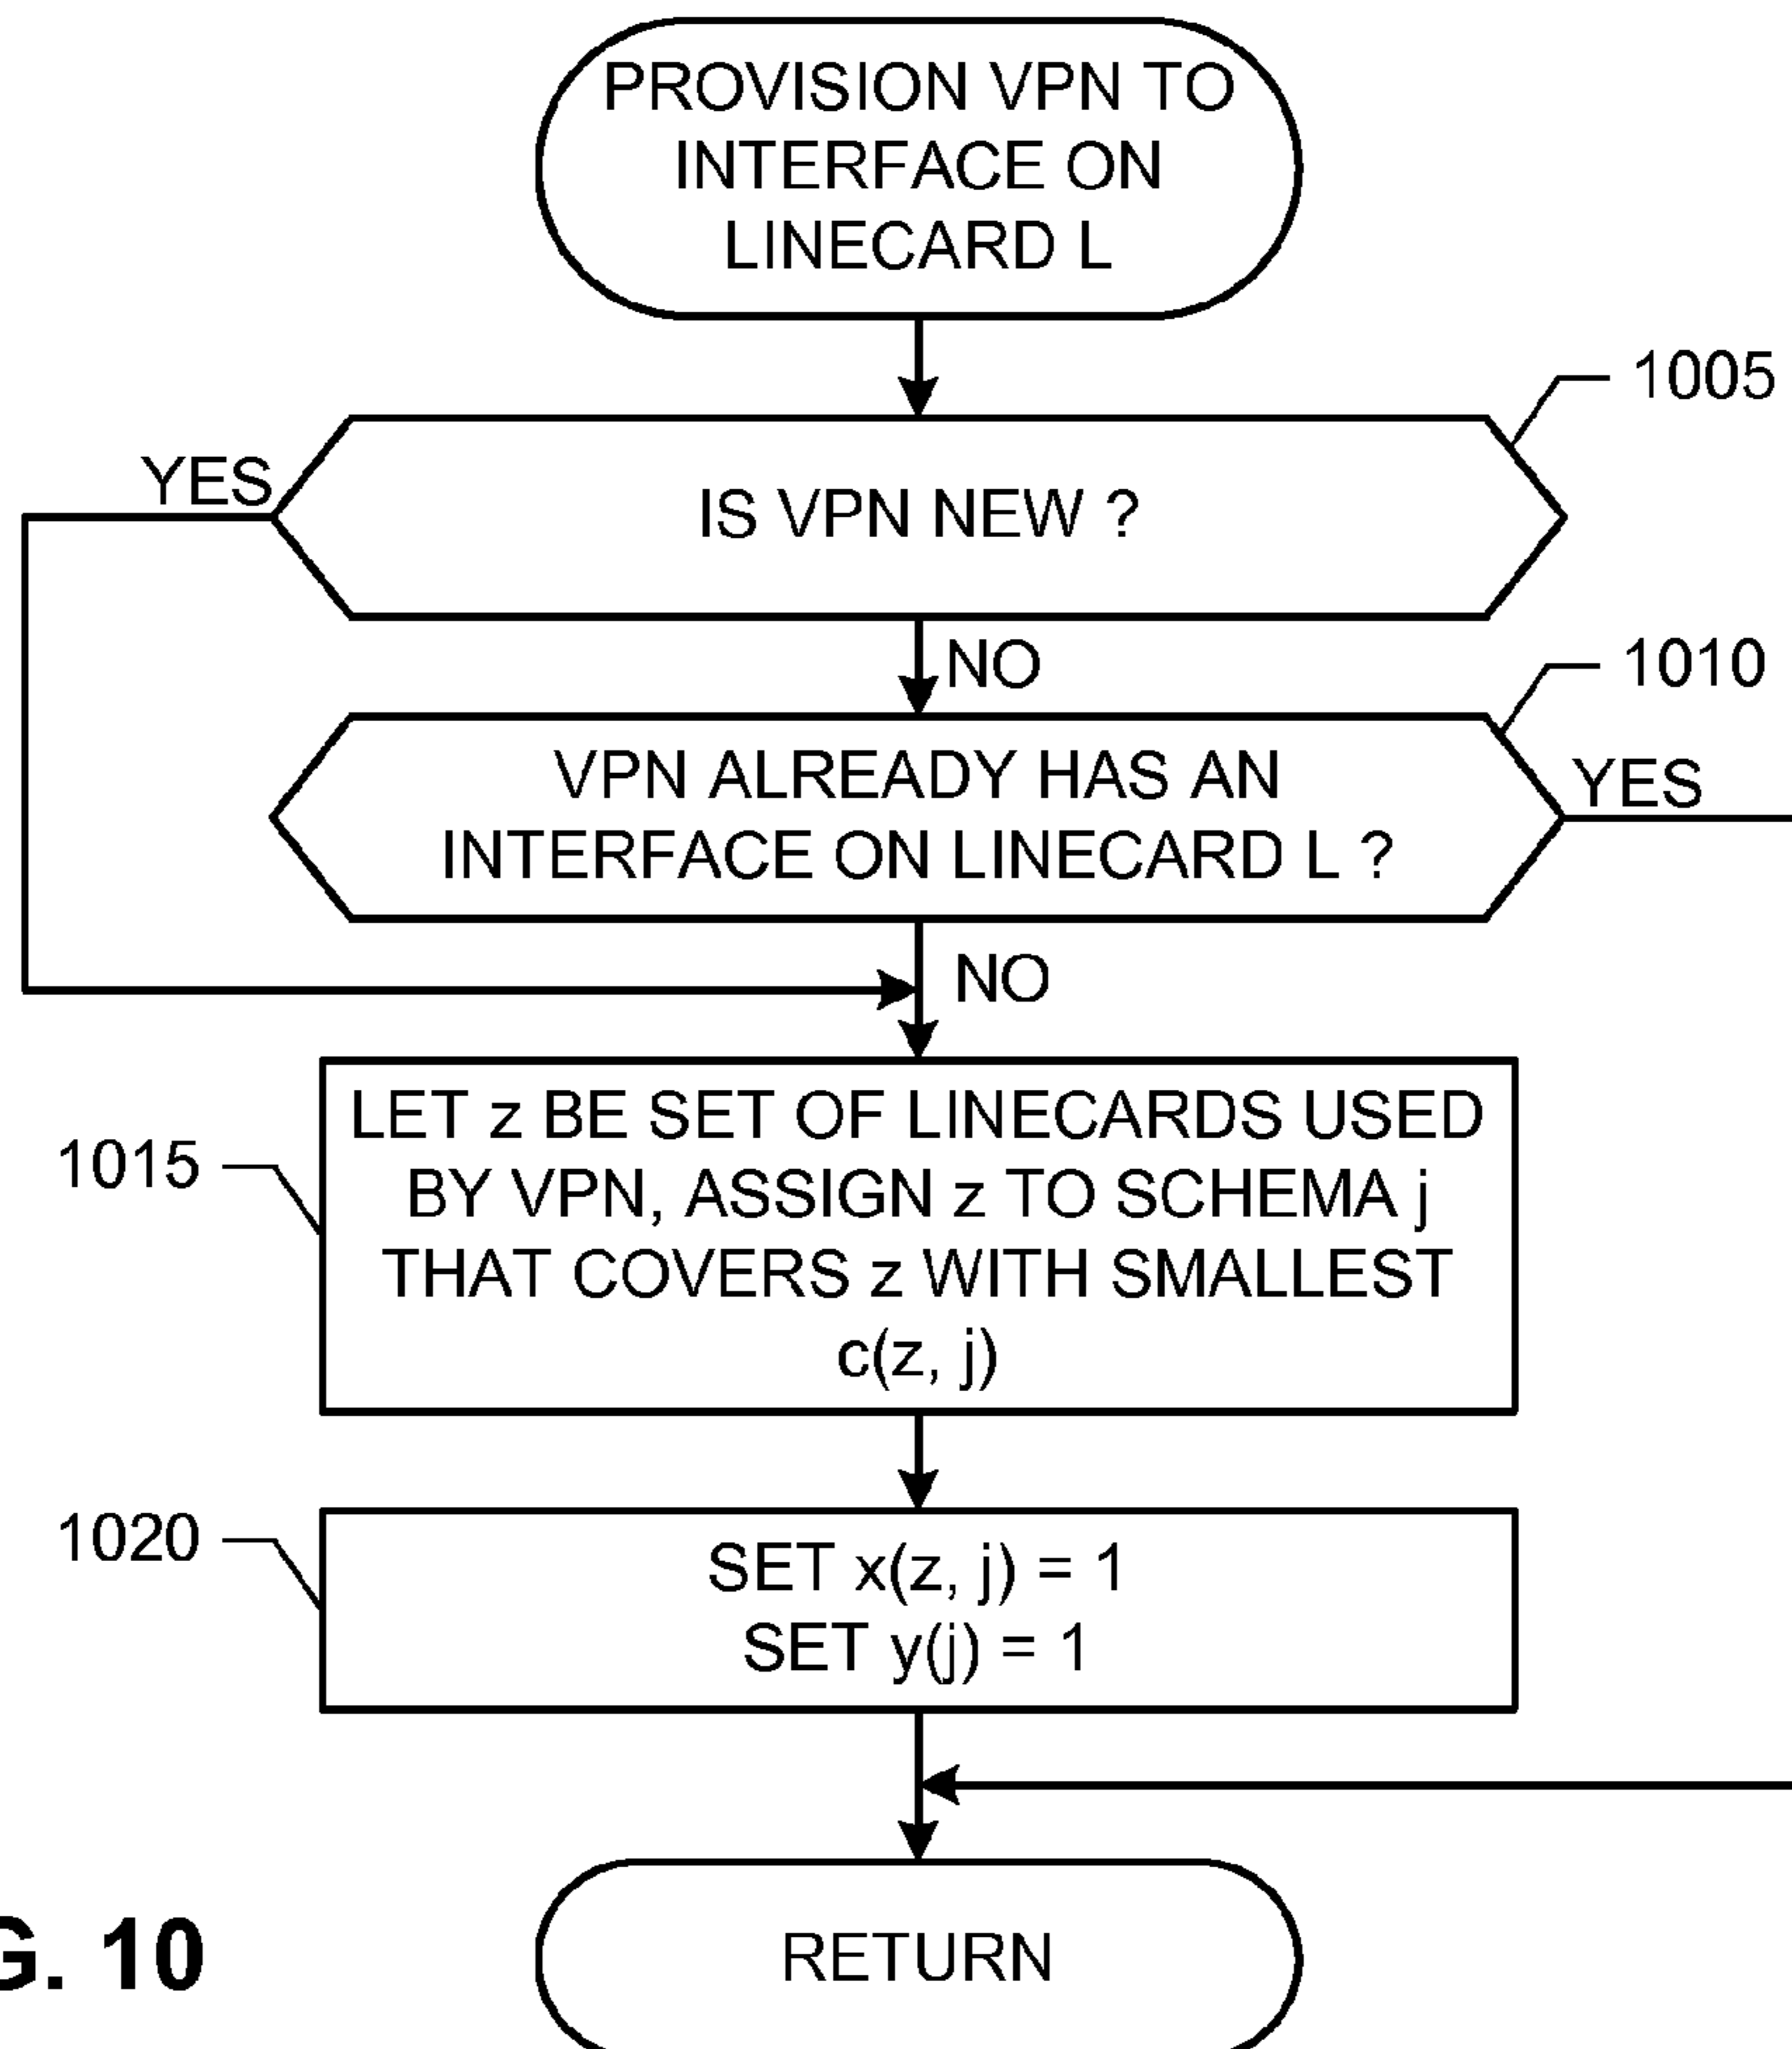 PROVISION VPN TO
INTERFACE ON
LINECARD L
1005
YES
IS VPN NEW ?
NO
1010
VPN ALREADY HAS AN
INTERFACE ON LINECARD L ?
YES
NO
1015
LET z BE SET OF LINECARDS USED
BY VPN, ASSIGN z TO SCHEMA j
THAT COVERS z WITH SMALLEST
c(z, j)
1020
SET x(z, j) = 1
SET y(j) = 1
RETURN
G. 10